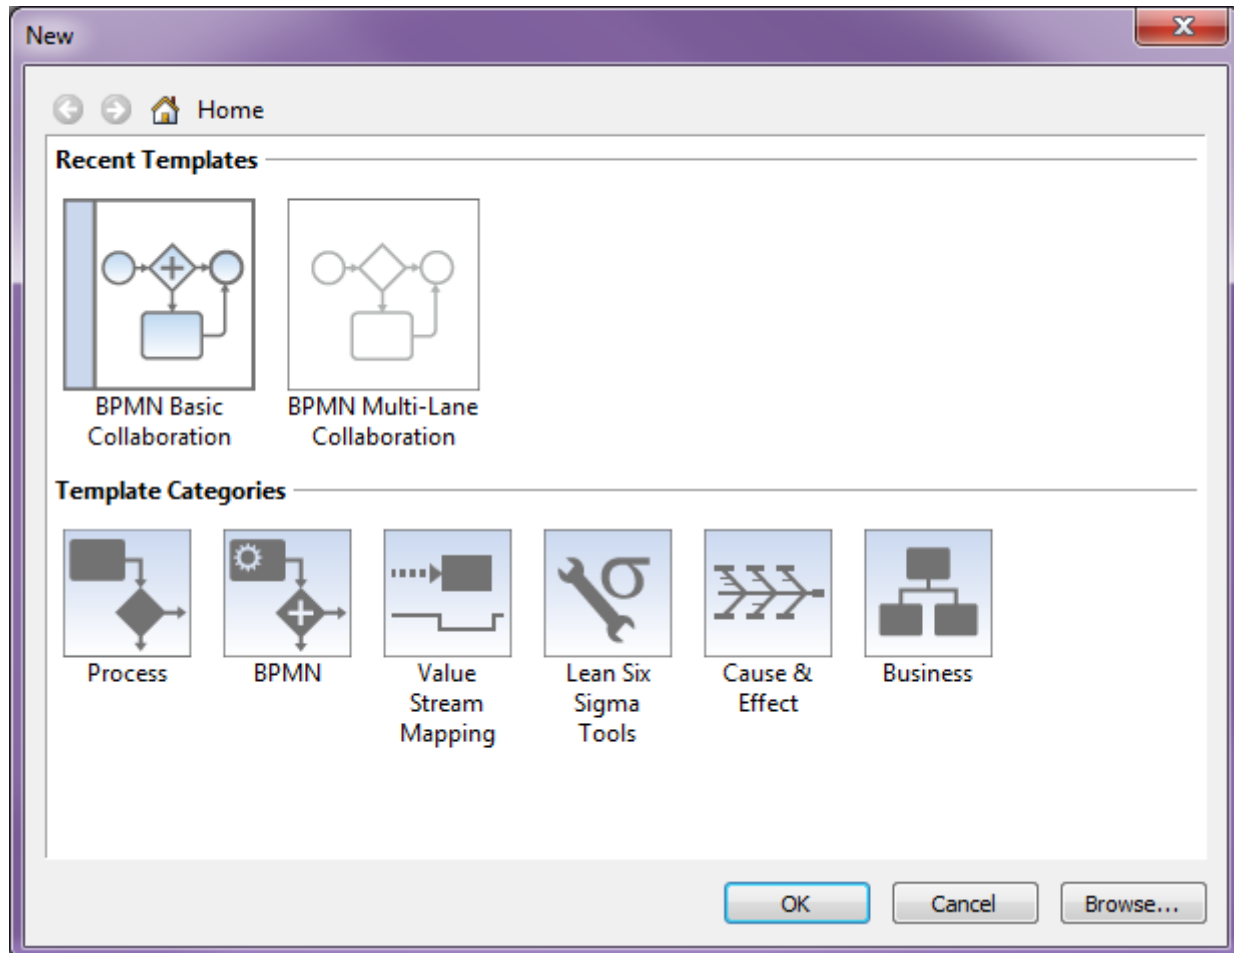 New
Home
Recent Templates
BPMN Basic
Collaboration
BPMN Multi-Lane
Collaboration
Template Categories
Process
BPMN
Value
Stream
Mapping
Lean Six
Sigma
Tools
Cause &
Effect
Business
OK
Cancel
Browse...